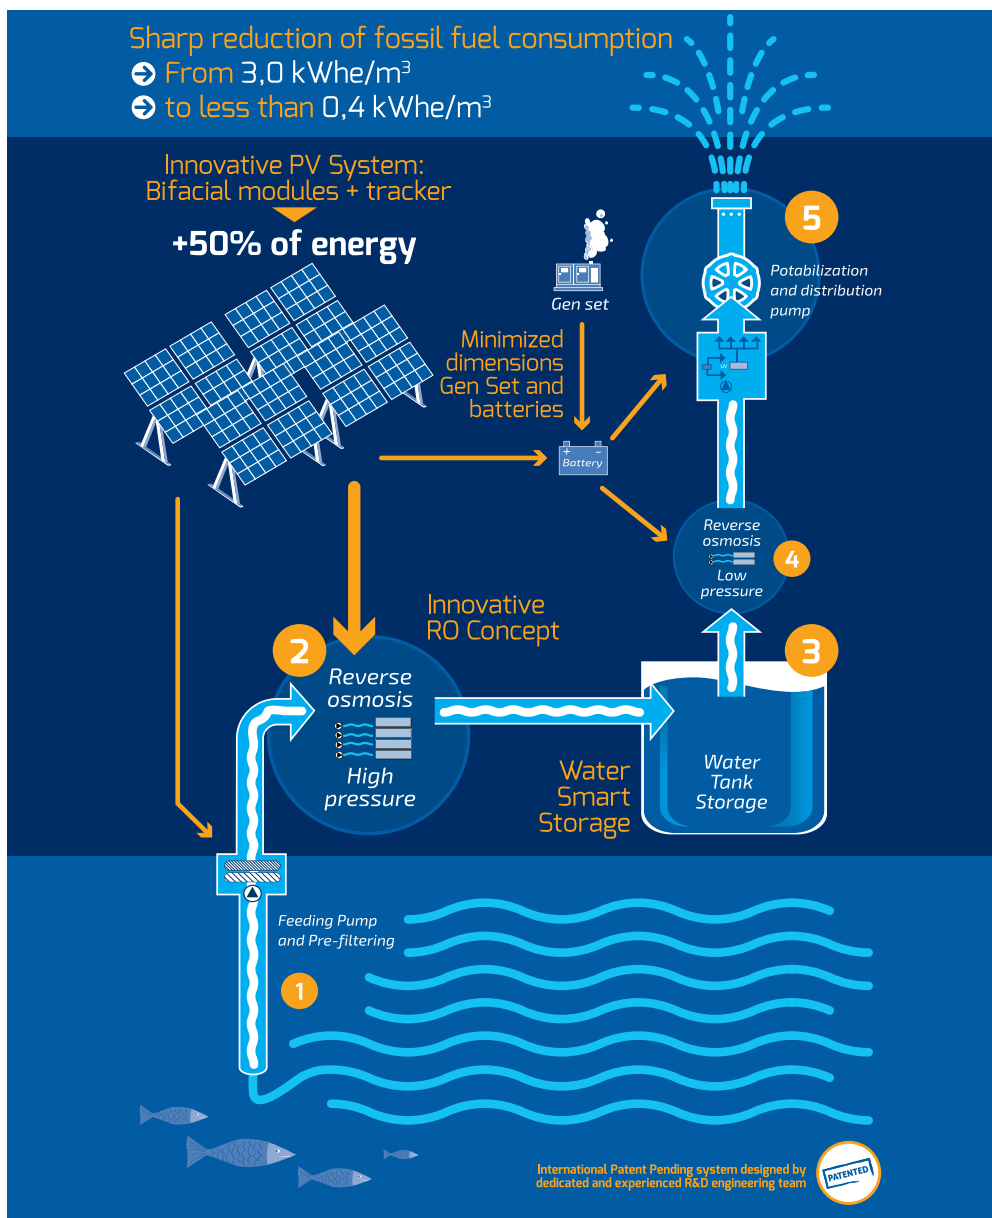 Sharp reduction of fossil fuel consumption
From 3,0 kWhe/m³
to less than 0,4 kWhe/m³
Innovative PV System:
Bifacial modules + tracker
+50% of energy
5
Potabilization
and distribution
pump
Gen set
Minimized
dimensions
Gen Set and
batteries
UV
+ -
Battery
Reverse
osmosis
Low
pressure
4
Innovative
RO Concept
2
Reverse
osmosis
High
pressure
3
Water
Tank
Storage
Water
Smart
Storage
Feeding Pump
and Pre-filtering
1
International Patent Pending system designed by
dedicated and experienced R&D engineering team
PATENTED